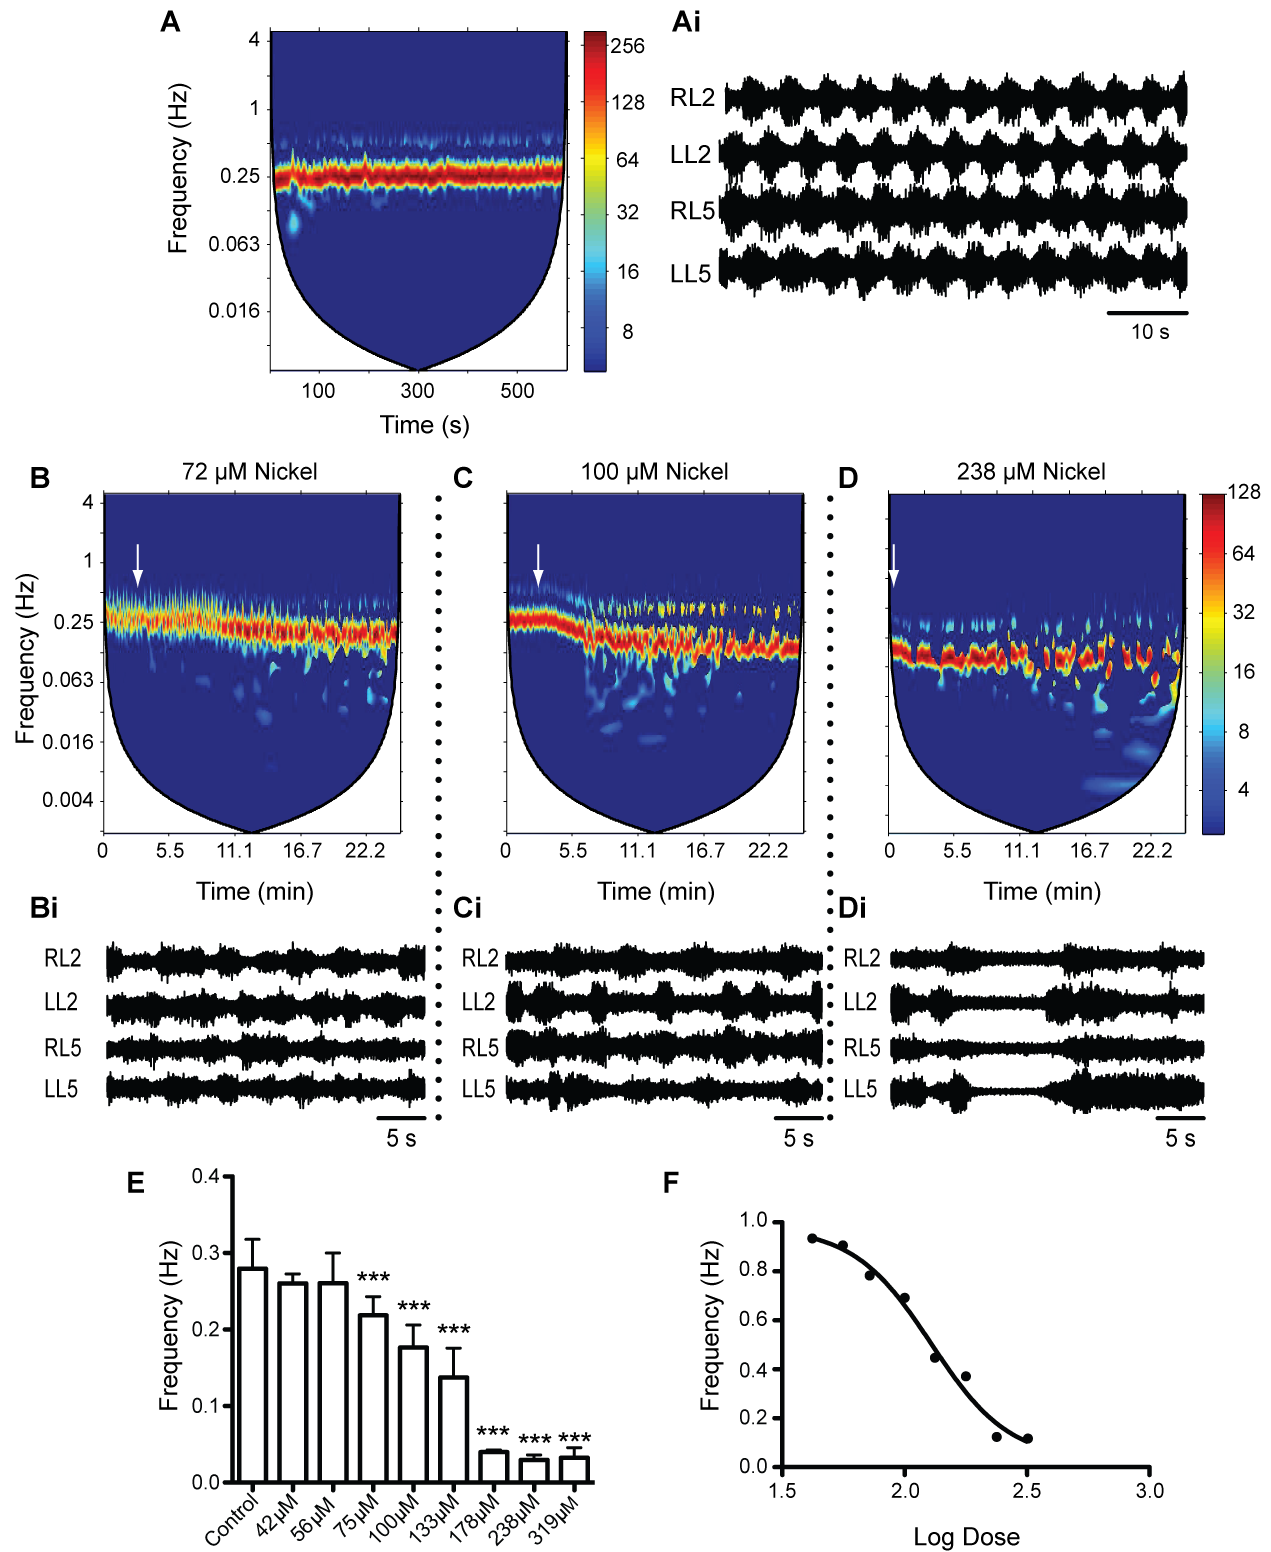 A
4
1
0.25
0.063
0.016
Frequency (Hz)
100
300
500
Time (s)
256
128
64
32
16
8
Ai
RL2
LL2
RL5
LL5
10 s
B
72 µM Nickel
4
1
0.25
0.063
0.016
0.004
Frequency (Hz)
0
5.5
11.1
16.7
22.2
Time (min)
C
100 µM Nickel
0
5.5
11.1
16.7
22.2
Time (min)
D
238 µM Nickel
0
5.5
11.1
16.7
22.2
Time (min)
128
64
32
16
8
4
Bi
RL2
LL2
RL5
LL5
5 s
Ci
RL2
LL2
RL5
LL5
5 s
Di
RL2
LL2
RL5
LL5
5 s
E
0.4
0.3
0.2
0.1
0.0
Frequency (Hz)
***
***
***
***
***
***
Control
42µM
56µM
75µM
100µM
133µM
178µM
238µM
319µM
F
1.0
0.8
0.6
0.4
0.2
0.0
Frequency (Hz)
1.5
2.0
2.5
3.0
Log Dose